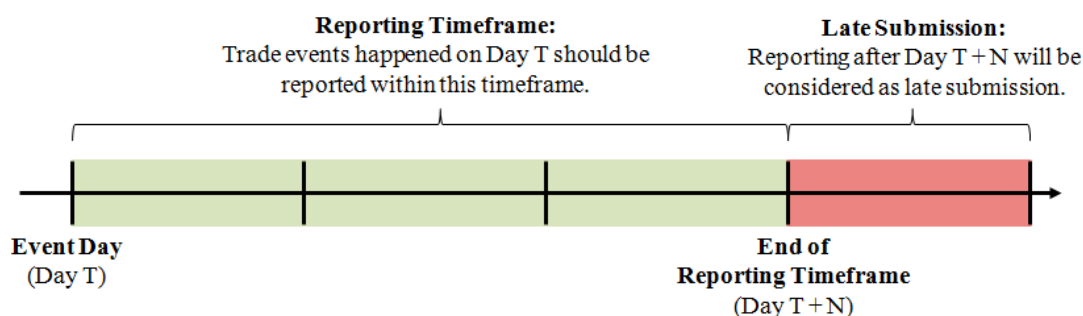 Reporting Timeframe:
Trade events happened on Day T should be
reported within this timeframe.
Late Submission:
Reporting after Day T + N will be
considered as late submission.
Event Day
(Day T)
End of
Reporting Timeframe
(Day T + N)